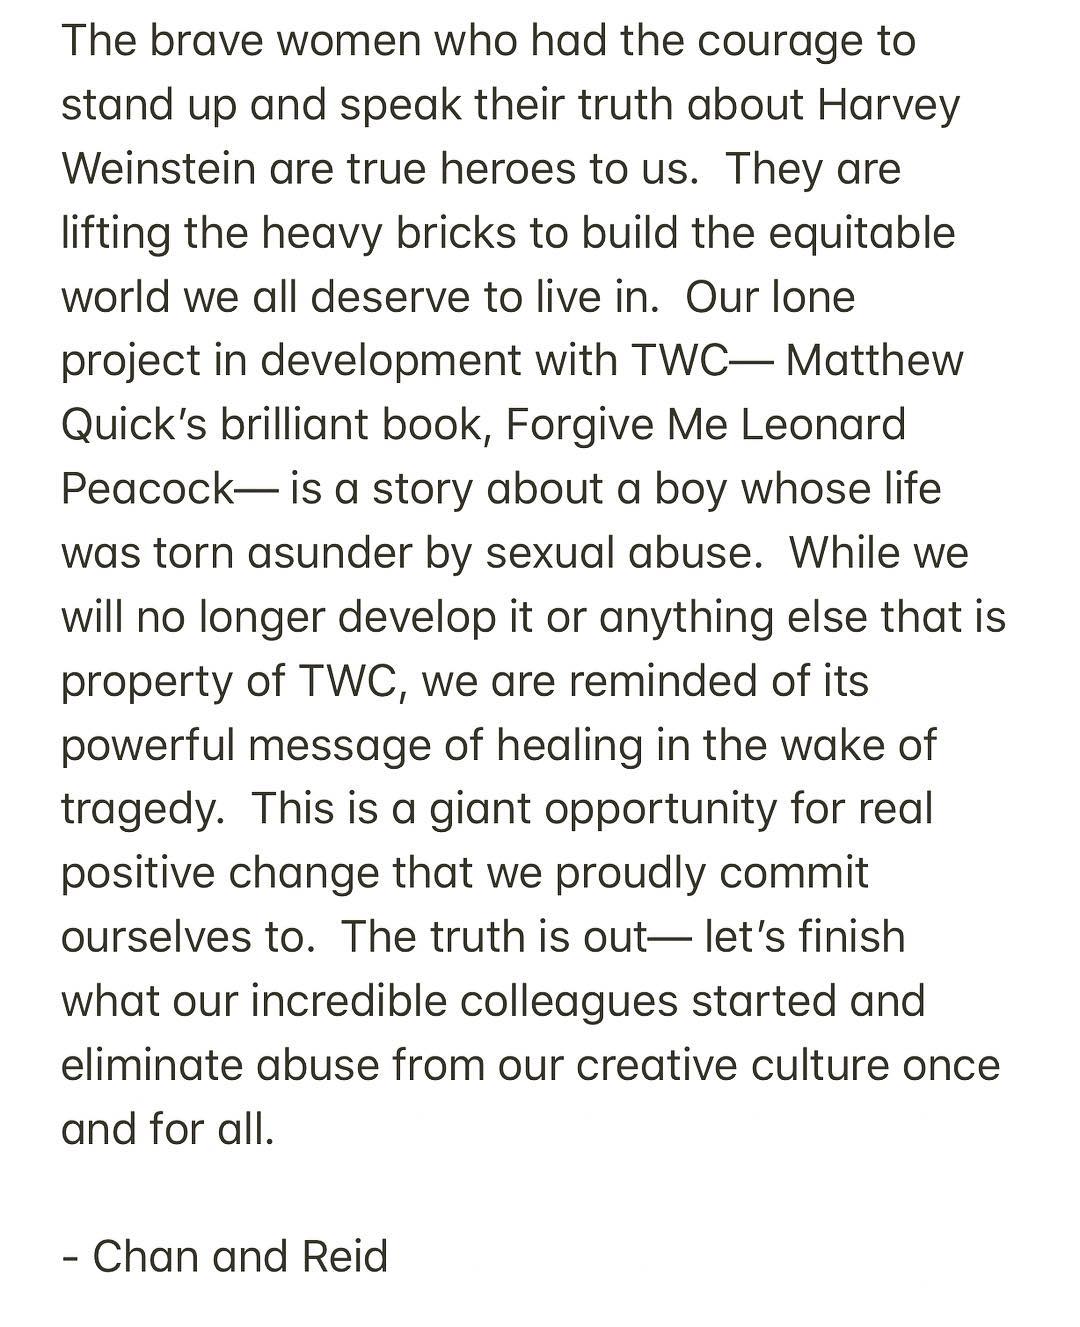 The brave women who had the courage to
stand up and speak their truth about Harvey
Weinstein are true heroes to us.  They are
lifting the heavy bricks to build the equitable
world we all deserve to live in.  Our lone
project in development with TWC— Matthew
Quick’s brilliant book, Forgive Me Leonard
Peacock— is a story about a boy whose life
was torn asunder by sexual abuse.  While we
will no longer develop it or anything else that is
property of TWC, we are reminded of its
powerful message of healing in the wake of
tragedy.  This is a giant opportunity for real
positive change that we proudly commit
ourselves to.  The truth is out— let’s finish
what our incredible colleagues started and
eliminate abuse from our creative culture once
and for all.
- Chan and Reid